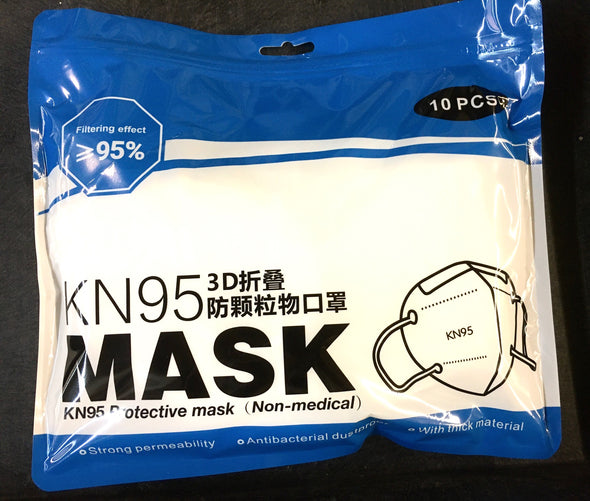 10 PCS
Filtering effect
≥95%
KN95 3D折叠
防颗粒物口罩
MASK
KN95
KN95 Protective mask（Non-medical）
Strong permeability
Antibacterial dustproof
With thick material